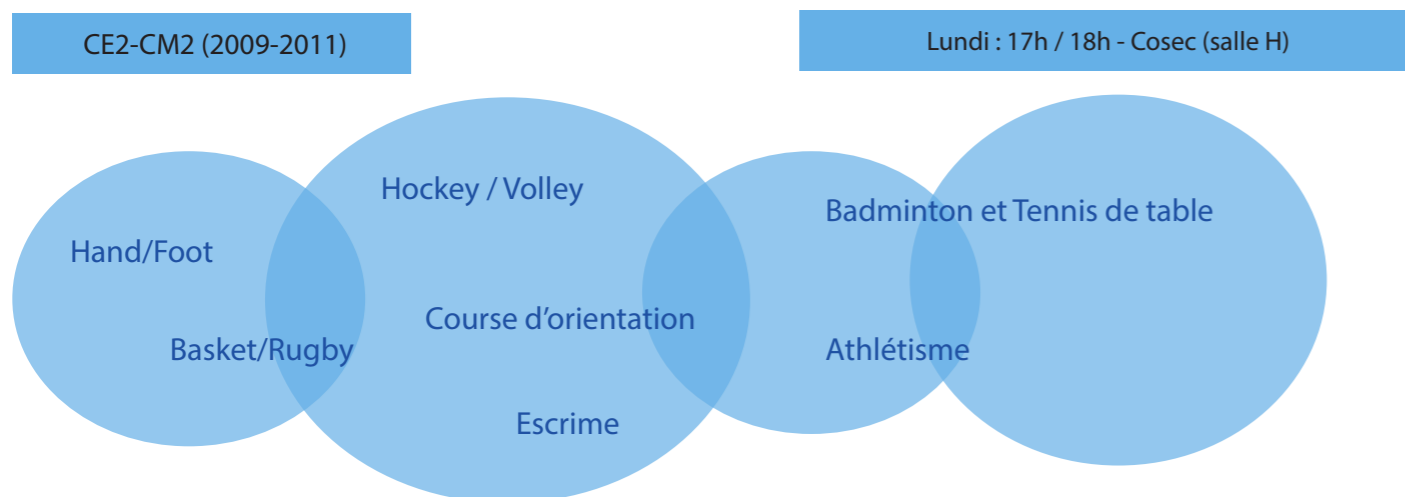 CE2-CM2 (2009-2011)
Lundi : 17h / 18h - Cosec (salle H)
Hockey / Volley
Badminton et Tennis de table
Hand/Foot
Course d’orientation
Basket/Rugby
Athlétisme
Escrime